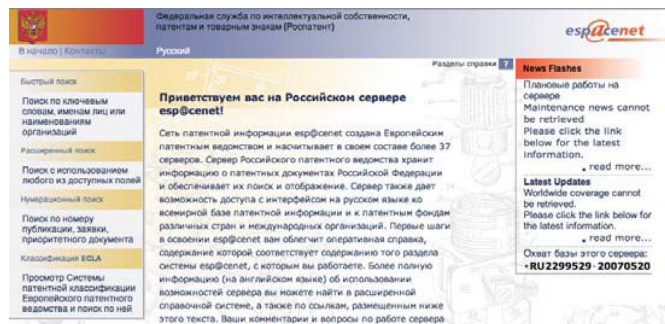 Федеральная служба по интеллектуальной собственности,
патентам и товарным знакам (Роспатент)
esp@cenet
В начало | Контакты
Русский
Разделы справки ?
Быстрый поиск
Поиск по ключевым
словам, именам лиц или
наименованиям
организаций
Расширенный поиск
Поиск с использованием
любого из доступных полей
Нумерационный поиск
Поиск по номеру
публикации, заявки,
приоритетного документа
Классификация ECLA
Просмотр Системы
патентной классификации
Европейского патентного
ведомства и поиск по ней
Приветствуем вас на Российском сервере
esp@cenet!
Сеть патентной информации esp@cenet создана Европейским
патентным ведомством и насчитывает в своем составе более 37
серверов. Сервер Российского патентного ведомства хранит
информацию о патентных документах Российской Федерации
и обеспечивает их поиск и отображение. Сервер также дает
возможность доступа с интерфейсом на русском языке ко
всемирной базе патентной информации и к патентным фондам
различных стран и международных организаций. Первые шаги
в освоении esp@cenet вам облегчит оперативная справка,
содержание которой соответствует содержанию того раздела
системы esp@cenet, с которым вы работаете. Более полную
информацию (на английском языке) об использовании
возможностей сервера вы можете найти в расширенной
справочной системе, а также по ссылкам, размещенным ниже
этого текста. Ваши комментарии и вопросы по работе сервера
News Flashes
Плановые работы на
сервере
Maintenance news cannot
be retrieved
Please click the link
below for the latest
information.
read more...
Latest Updates
Worldwide coverage cannot
be retrieved.
Please click the link below for
the latest information.
read more...
Охват базы этого сервера:
•RU2299529 - 20070520